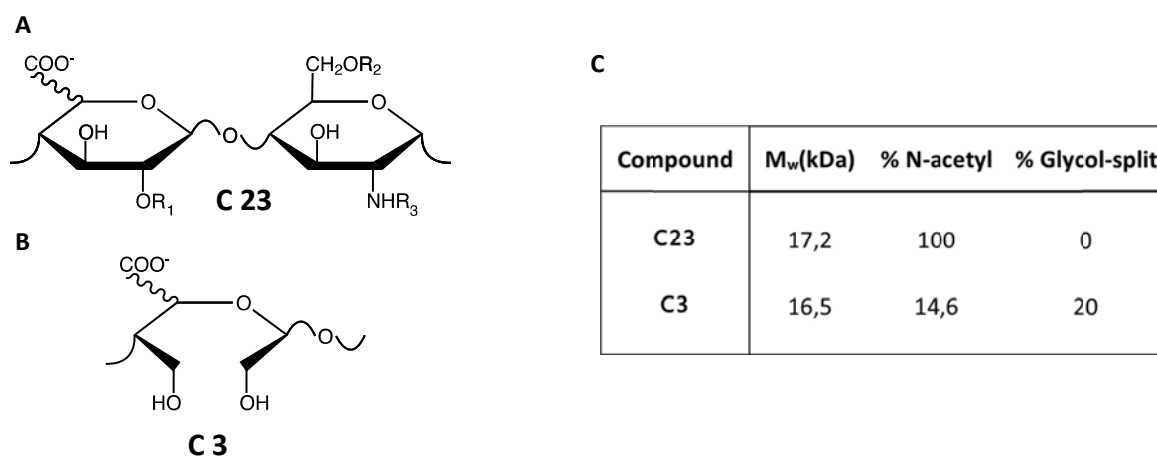 A
COO-
O
OH
OR1
O
CH2OR2
O
OH
NHR3
C 23
B
COO-
O
O
HO
OH
C 3
C
Compound Mw(kDa) % N-acetyl % Glycol-split
C23 17,2 100 0
C3 16,5 14,6 20